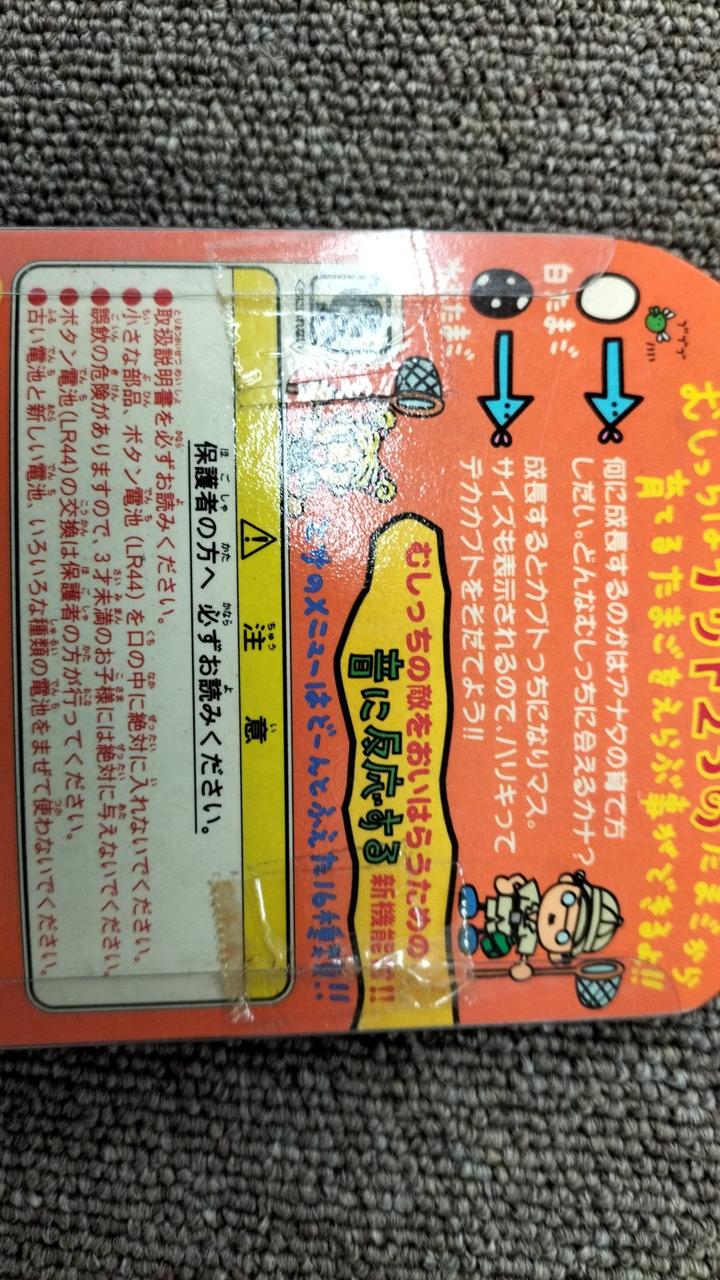 むしっちは
2つのたまごから
育てるたまごをえらぶ事ができるよ!!
白たまご
何に成長するのかはアナタの育て方
しだい。どんなむしっちに会えるカナ?
たまご
成長するとカブトっちになりマス。
サイズも表示されるので、ハリキって
デカカブトをそだてよう!!
むしっちの敵をおいはらうための
音に反応する新機能
のメニューはどーんとふえた16種類!!
注意
保護者の方へ 必ずお読みください。
●取扱説明書を必ずお読みください。
●小さな部品、ボタン電池(LR44)を口の中に絶対に入れないでください。
●誤飲の危険がありますので、3才未満のお子様には絶対に与えないでください。
●ボタン電池(LR44)の交換は保護者の方が行ってください。
●古い電池と新しい電池、いろいろな種類の電池をまぜて使わないでください。